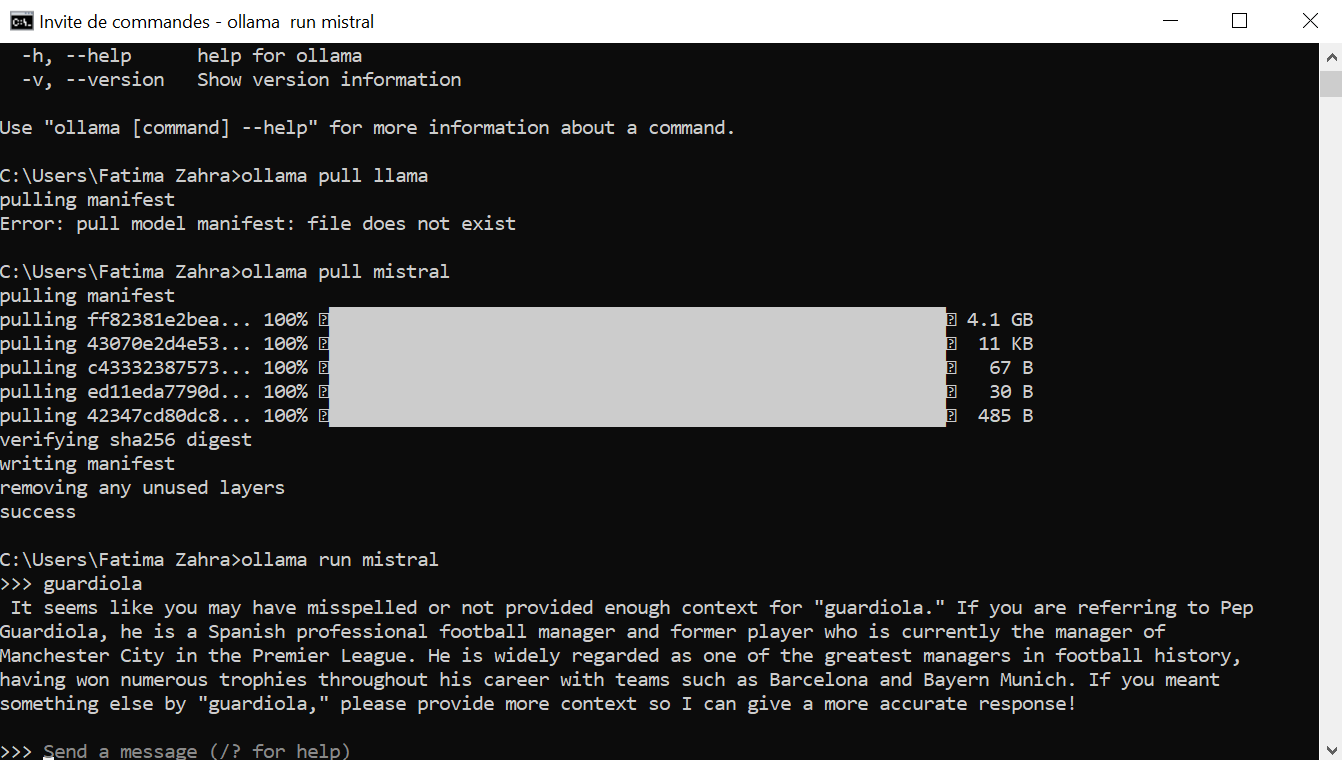 Invite de commandes - ollama  run mistral
  -h, --help      help for ollama
  -v, --version   Show version information
Use "ollama [command] --help" for more information about a command.
C:\Users\Fatima Zahra>ollama pull llama
pulling manifest
Error: pull model manifest: file does not exist
C:\Users\Fatima Zahra>ollama pull mistral
pulling manifest
pulling ff82381e2bea... 100% 4.1 GB
pulling 43070e2d4e53... 100% 11 KB
pulling c43332387573... 100% 67 B
pulling ed11eda7790d... 100% 30 B
pulling 42347cd80dc8... 100% 485 B
verifying sha256 digest
writing manifest
removing any unused layers
success
C:\Users\Fatima Zahra>ollama run mistral
>>> guardiola
 It seems like you may have misspelled or not provided enough context for "guardiola." If you are referring to Pep
Guardiola, he is a Spanish professional football manager and former player who is currently the manager of
Manchester City in the Premier League. He is widely regarded as one of the greatest managers in football history,
having won numerous trophies throughout his career with teams such as Barcelona and Bayern Munich. If you meant
something else by "guardiola," please provide more context so I can give a more accurate response!
>>> Send a message (/? for help)